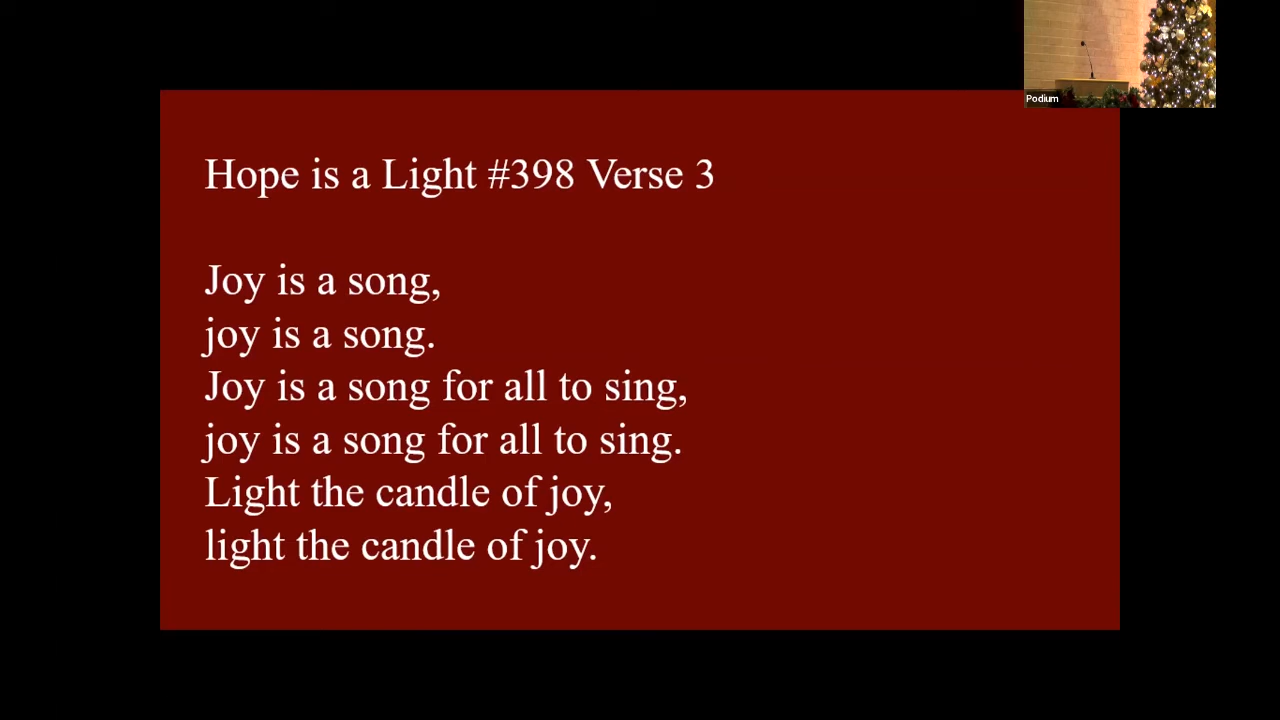 Podium
Hope is a Light #398 Verse 3
Joy is a song,
joy is a song.
Joy is a song for all to sing,
joy is a song for all to sing.
Light the candle of joy,
light the candle of joy.